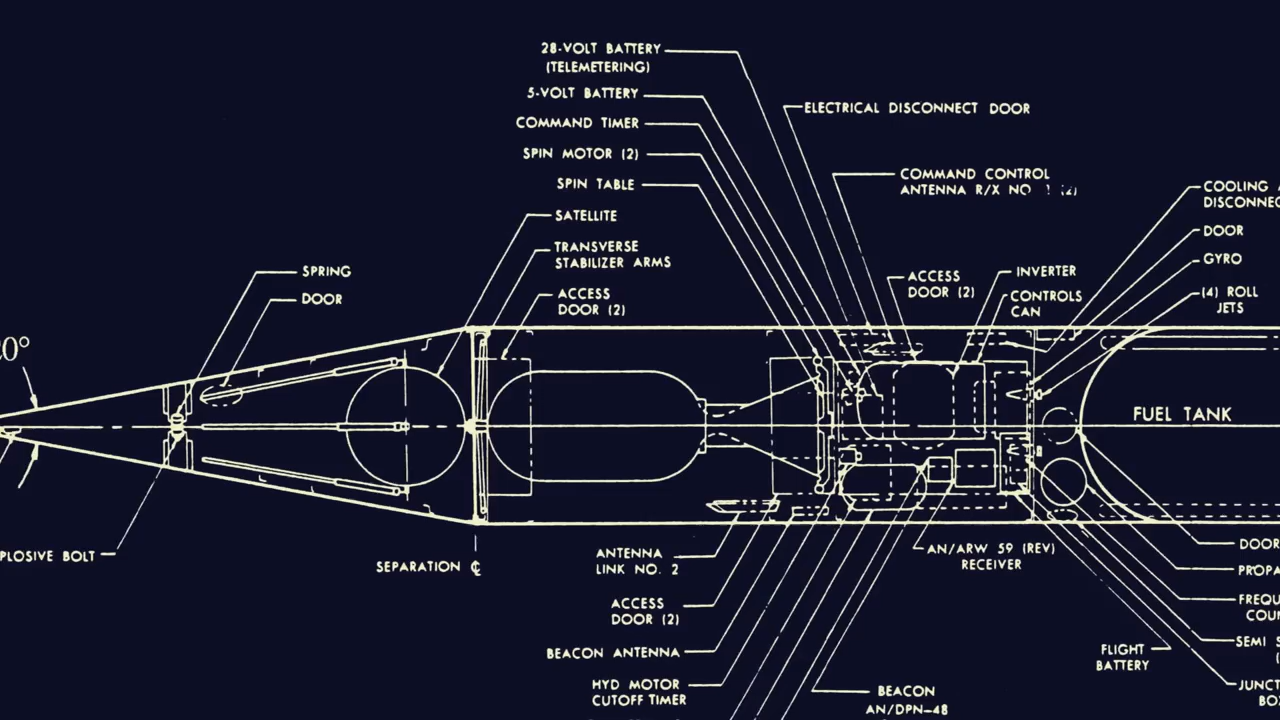 28-VOLT BATTERY
(TELEMETERING)
5-VOLT BATTERY
COMMAND TIMER
SPIN MOTOR (2)
SPIN TABLE
SATELLITE
TRANSVERSE
STABILIZER ARMS
ACCESS
DOOR (2)
SPRING
DOOR
0°
ELECTRICAL DISCONNECT DOOR
COMMAND CONTROL
ANTENNA R/X NO (2)
ACCESS
DOOR (2)
INVERTER
CONTROLS
CAN
COOLING
DISCONNEC
DOOR
GYRO
(4) ROLL
JETS
FUEL TANK
PLOSIVE BOLT
SEPARATION ℄
ANTENNA
LINK NO. 2
ACCESS
DOOR (2)
BEACON ANTENNA
HYD MOTOR
CUTOFF TIMER
AN/ARW 59 (REV)
RECEIVER
BEACON
AN/DPN-48
FLIGHT
BATTERY
DOOR
PROPA
FREQU
COU
SEMI S
JUNCT
BO